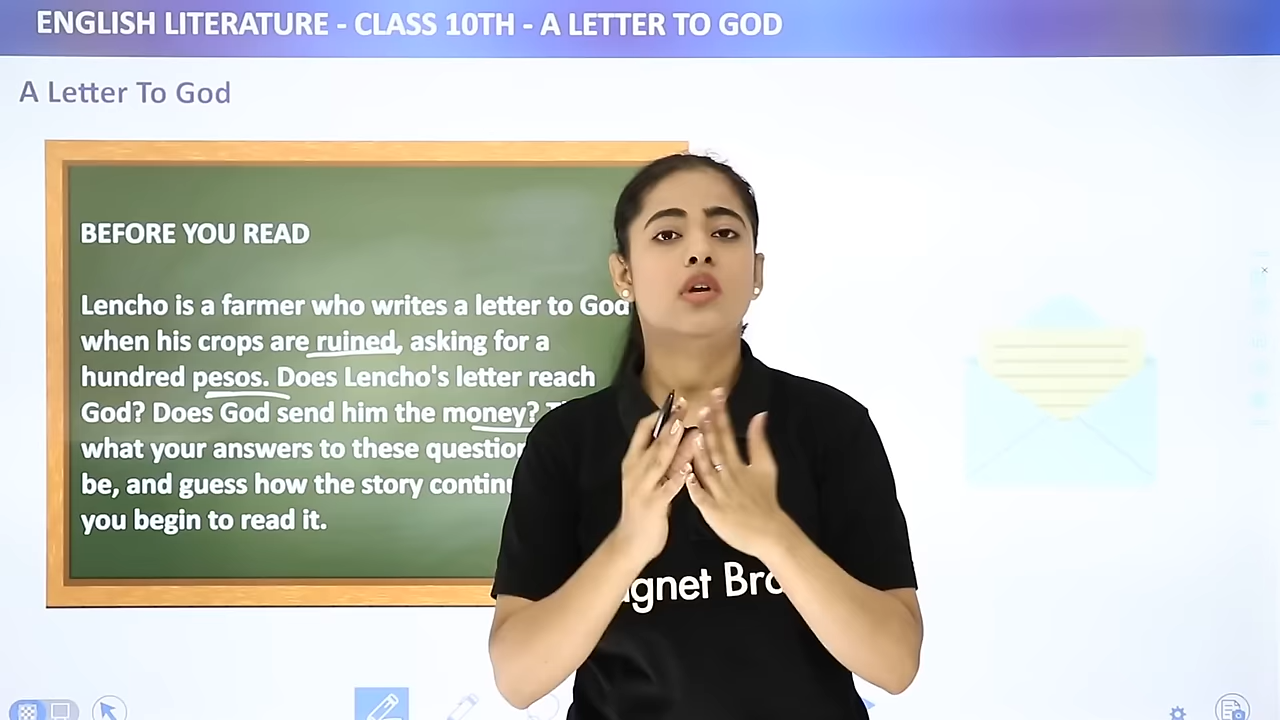 ENGLISH LITERATURE - CLASS 10TH - A LETTER TO GOD
A Letter To God
BEFORE YOU READ
Lencho is a farmer who writes a letter to God
when his crops are ruined, asking for a
hundred pesos. Does Lencho's letter reach
God? Does God send him the money?
what your answers to these
be, and guess how the story
you begin to read it.
gnet Bro